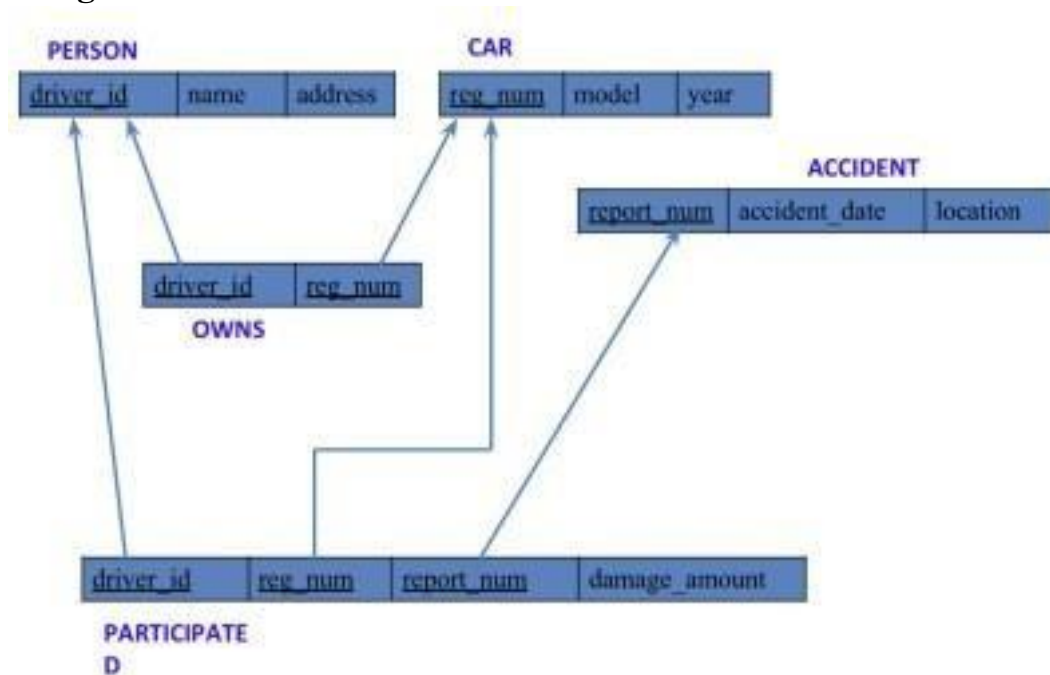 PERSON
CAR
driver_id name address
reg_num model year
ACCIDENT
report_num accident_date location
driver_id reg_num
OWNS
driver_id reg_num report_num damage_amount
PARTICIPATE
D